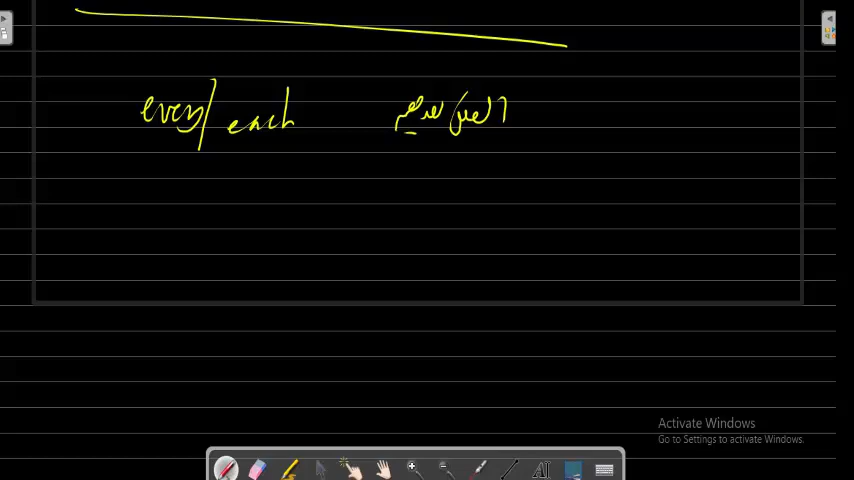 every/ each
Activate Windows
Go to Settings to activate Windows.